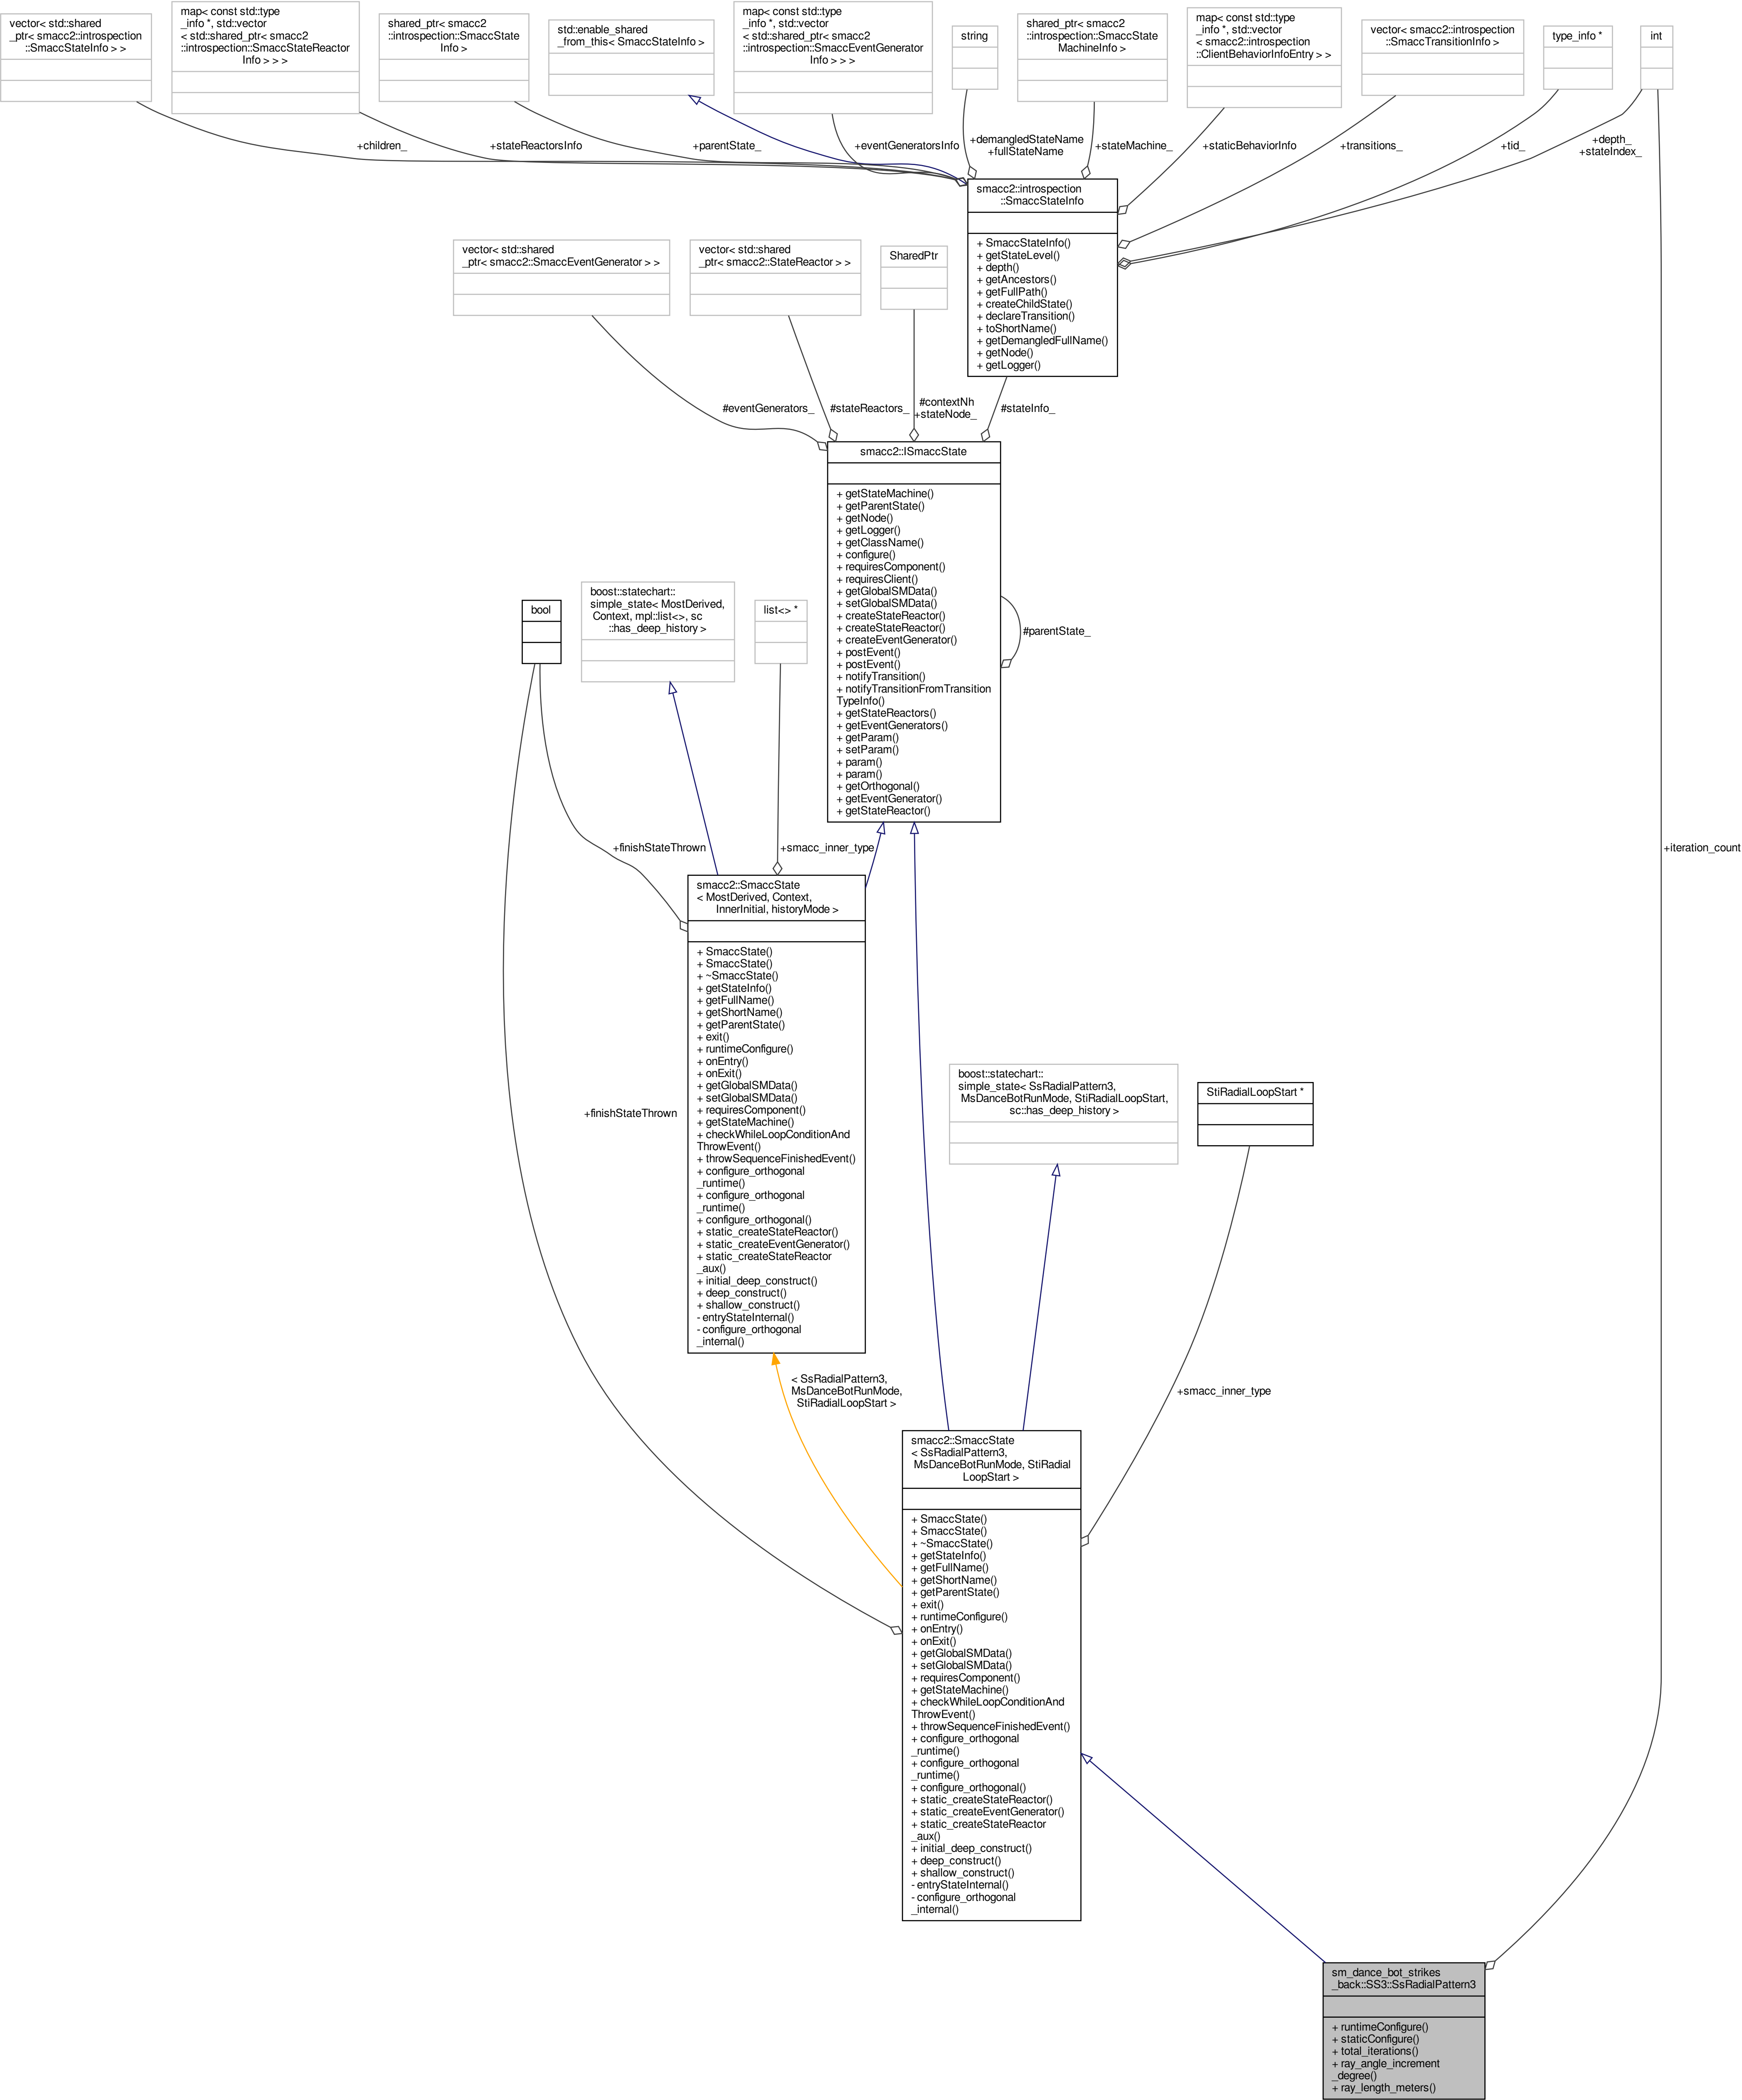 vector< std::shared
_ptr< smacc2::introspection
::SmaccStateInfo > >
map< const std::type
_info *, std::vector
< std::shared_ptr< smacc2
::introspection::SmaccStateReactor
Info > > >
shared_ptr< smacc2
::introspection::SmaccState
Info >
std::enable_shared
_from_this< SmaccStateInfo >
map< const std::type
_info *, std::vector
< std::shared_ptr< smacc2
::introspection::SmaccEventGenerator
Info > > >
string
shared_ptr< smacc2
::introspection::SmaccState
MachineInfo >
map< const std::type
_info *, std::vector
< smacc2::introspection
::ClientBehaviorInfoEntry > >
vector< smacc2::introspection
::SmaccTransitionInfo >
type_info *
int
+children_
+stateReactorsInfo
+parentState_
+eventGeneratorsInfo
+demangledStateName
+fullStateName
+stateMachine_
+staticBehaviorInfo
+transitions_
+tid_
+depth_
+stateIndex_
smacc2::introspection
::SmaccStateInfo
+ SmaccStateInfo()
+ getStateLevel()
+ depth()
+ getAncestors()
+ getFullPath()
+ createChildState()
+ declareTransition()
+ toShortName()
+ getDemangledFullName()
+ getNode()
+ getLogger()
vector< std::shared
_ptr< smacc2::SmaccEventGenerator > >
vector< std::shared
_ptr< smacc2::StateReactor > >
SharedPtr
#eventGenerators_
#stateReactors_
#contextNh
+stateNode_
#stateInfo_
smacc2::ISmaccState
+ getStateMachine()
+ getParentState()
+ getNode()
+ getLogger()
+ getClassName()
+ configure()
+ requiresComponent()
+ requiresClient()
+ getGlobalSMData()
+ setGlobalSMData()
+ createStateReactor()
+ createStateReactor()
+ createEventGenerator()
+ postEvent()
+ postEvent()
+ notifyTransition()
+ notifyTransitionFromTransition
TypeInfo()
+ getStateReactors()
+ getEventGenerators()
+ getParam()
+ setParam()
+ param()
+ param()
+ getOrthogonal()
+ getEventGenerator()
+ getStateReactor()
#parentState_
bool
boost::statechart::
simple_state< MostDerived,
Context, mpl::list<>, sc
::has_deep_history >
list<> *
+finishStateThrown
+smacc_inner_type
+iteration_count
smacc2::SmaccState
< MostDerived, Context,
InnerInitial, historyMode >
+ SmaccState()
+ SmaccState()
+ ~SmaccState()
+ getStateInfo()
+ getFullName()
+ getShortName()
+ getParentState()
+ exit()
+ runtimeConfigure()
+ onEntry()
+ onExit()
+ getGlobalSMData()
+ setGlobalSMData()
+ requiresComponent()
+ getStateMachine()
+ checkWhileLoopConditionAnd
ThrowEvent()
+ throwSequenceFinishedEvent()
+ configure_orthogonal
_runtime()
+ configure_orthogonal
_runtime()
+ configure_orthogonal()
+ static_createStateReactor()
+ static_createEventGenerator()
+ static_createStateReactor
_aux()
+ initial_deep_construct()
+ deep_construct()
+ shallow_construct()
- entryStateInternal()
- configure_orthogonal
_internal()
+finishStateThrown
boost::statechart::
simple_state< SsRadialPattern3,
MsDanceBotRunMode, StiRadialLoopStart,
sc::has_deep_history >
StiRadialLoopStart *
< SsRadialPattern3,
MsDanceBotRunMode,
StiRadialLoopStart >
+smacc_inner_type
smacc2::SmaccState
< SsRadialPattern3,
MsDanceBotRunMode, StiRadial
LoopStart >
+ SmaccState()
+ SmaccState()
+ ~SmaccState()
+ getStateInfo()
+ getFullName()
+ getShortName()
+ getParentState()
+ exit()
+ runtimeConfigure()
+ onEntry()
+ onExit()
+ getGlobalSMData()
+ setGlobalSMData()
+ requiresComponent()
+ getStateMachine()
+ checkWhileLoopConditionAnd
ThrowEvent()
+ throwSequenceFinishedEvent()
+ configure_orthogonal
_runtime()
+ configure_orthogonal
_runtime()
+ configure_orthogonal()
+ static_createStateReactor()
+ static_createEventGenerator()
+ static_createStateReactor
_aux()
+ initial_deep_construct()
+ deep_construct()
+ shallow_construct()
- entryStateInternal()
- configure_orthogonal
_internal()
sm_dance_bot_strikes
_back::SS3::SsRadialPattern3
+ runtimeConfigure()
+ staticConfigure()
+ total_iterations()
+ ray_angle_increment
_degree()
+ ray_length_meters()